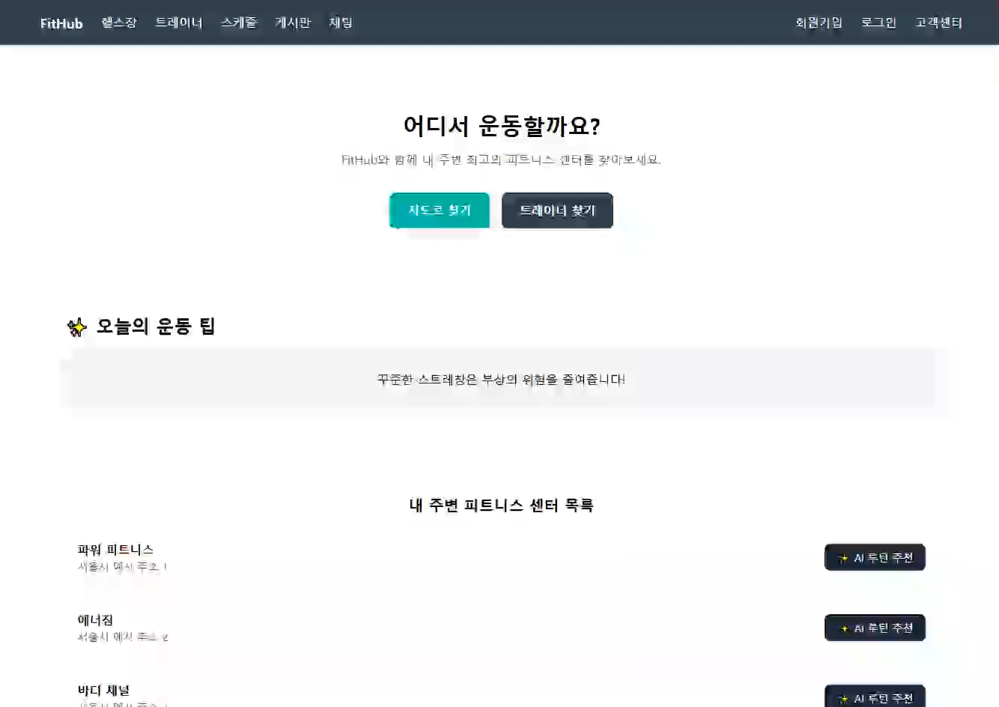 FitHub 헬스장 트레이너 스케줄 게시판 채팅 회원가입 로그인 고객센터
어디서 운동할까요?
FitHub와 함께 내 주변 최고의 피트니스 센터를 찾아보세요.
지도로 찾기 트레이너 찾기
✨ 오늘의 운동 팁
꾸준한 스트레칭은 부상의 위험을 줄여줍니다!
내 주변 피트니스 센터 목록
파워 피트니스
서울시 예시 주소 1
✨ AI 루틴 추천
에너짐
서울시 예시 주소 2
✨ AI 루틴 추천
바디 채널
서울시 예시 주소
✨ AI 루틴 추천